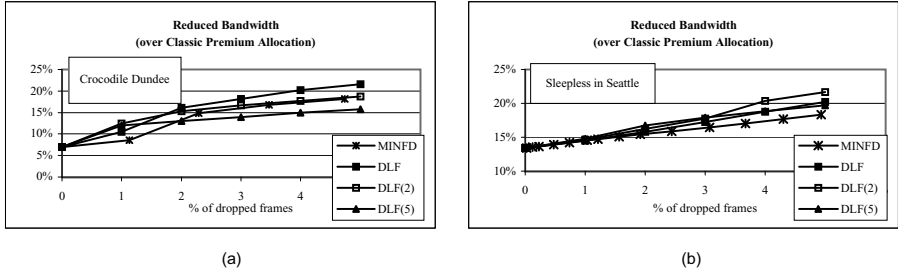 Reduced Bandwidth
(over Classic Premium Allocation)
Crocodile Dundee
25%
20%
15%
10%
5%
0%
0 1 2 3 4
% of dropped frames
MINFD
DLF
DLF(2)
DLF(5)
(a)
Reduced Bandwidth
(over Classic Premium Allocation)
Sleepless in Seattle
25%
20%
15%
10%
0 1 2 3 4
% of dropped frames
MINFD
DLF
DLF(2)
DLF(5)
(b)